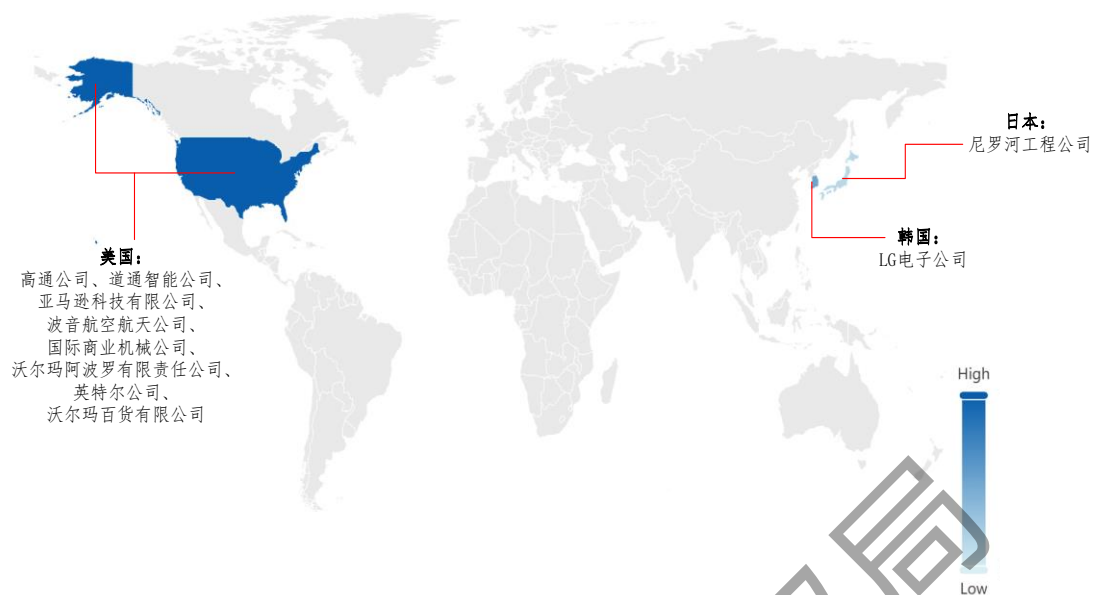 日本：
尼罗河工程公司
韩国：
LG电子公司
美国：
高通公司、道通智能公司、
亚马逊科技有限公司、
波音航空航天公司、
国际商业机械公司、
沃尔玛阿波罗有限责任公司、
英特尔公司、
沃尔玛百货有限公司
High
Low
局